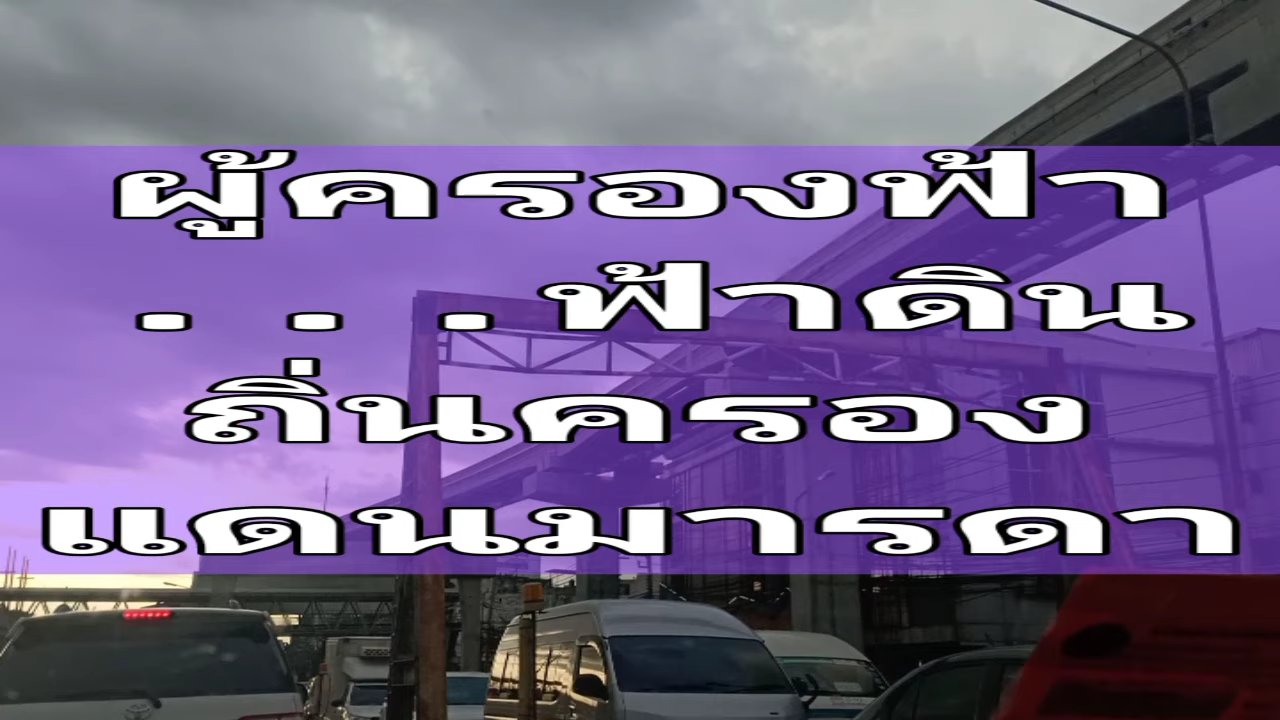 ผู้ครองฟ้า
. . .ฟ้าดิน
ถิ่นครอง
แดนมารดา